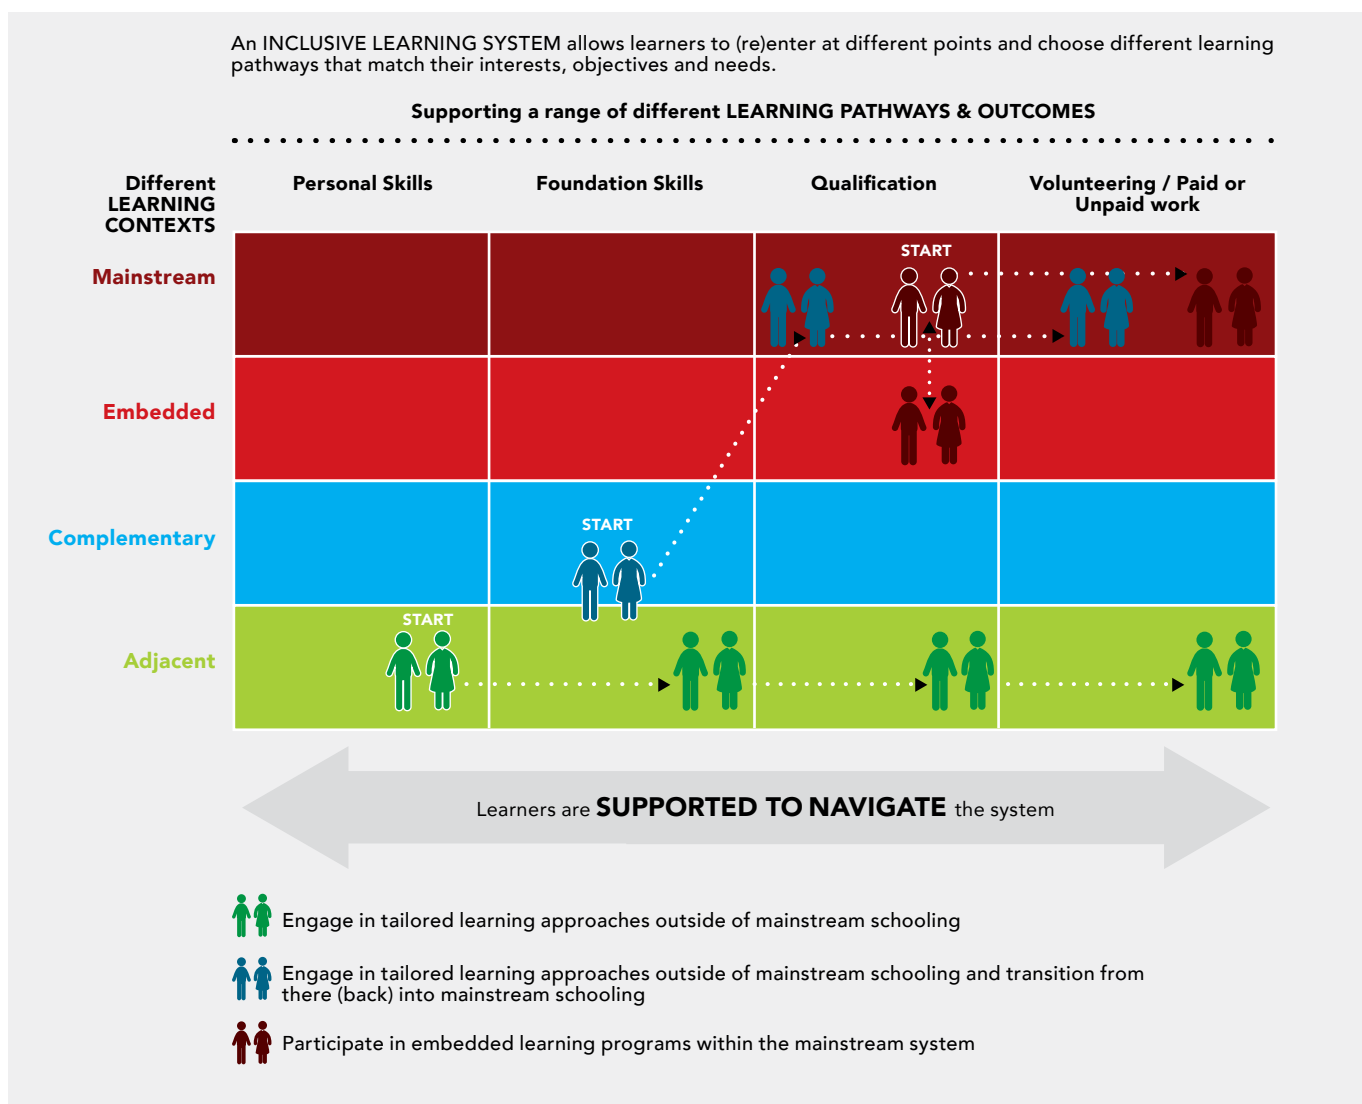 An INCLUSIVE LEARNING SYSTEM allows learners to (re)enter at different points and choose different learning
pathways that match their interests, objectives and needs.
Supporting a range of different LEARNING PATHWAYS & OUTCOMES
Different
LEARNING
CONTEXTS
Personal Skills
Foundation Skills
Qualification
Volunteering / Paid or
Unpaid work
Mainstream
START
Embedded
Complementary
START
Adjacent
START
Learners are SUPPORTED TO NAVIGATE the system
Engage in tailored learning approaches outside of mainstream schooling
Engage in tailored learning approaches outside of mainstream schooling and transition from
there (back) into mainstream schooling
Participate in embedded learning programs within the mainstream system